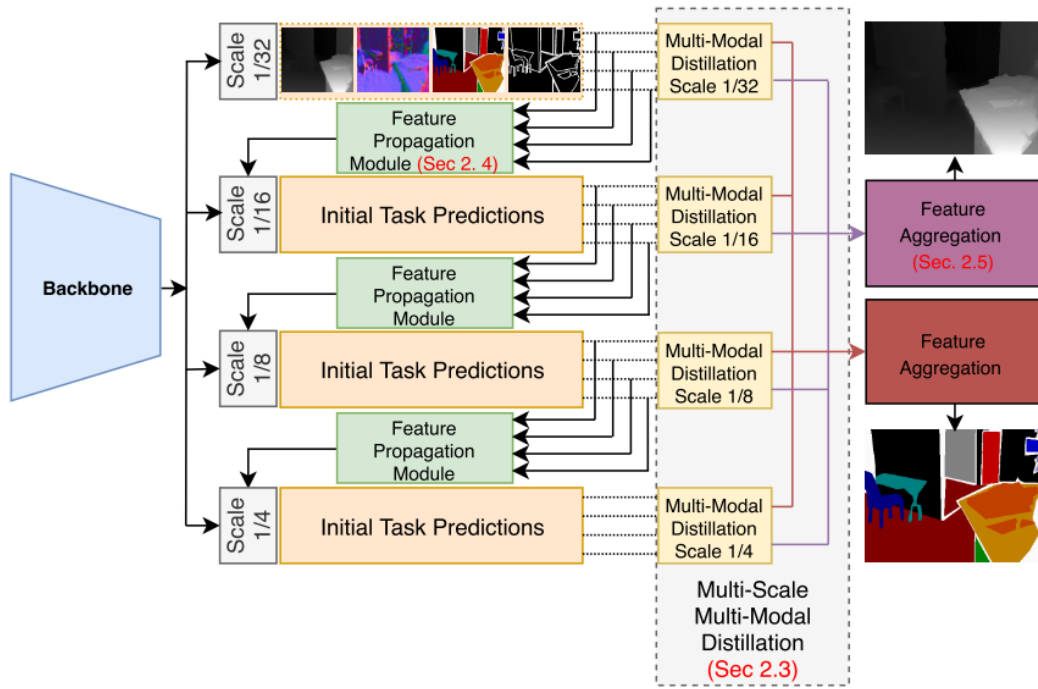 Backbone
Scale
1/32
Multi-Modal
Distillation
Scale 1/32
Feature
Propagation
Module (Sec 2. 4)
Scale
1/16
Initial Task Predictions
Multi-Modal
Distillation
Scale 1/16
Feature
Aggregation
(Sec. 2.5)
Feature
Propagation
Module
Scale
1/8
Initial Task Predictions
Multi-Modal
Distillation
Scale 1/8
Feature
Aggregation
Feature
Propagation
Module
Scale
1/4
Initial Task Predictions
Multi-Modal
Distillation
Scale 1/4
Multi-Scale
Multi-Modal
Distillation
(Sec 2.3)